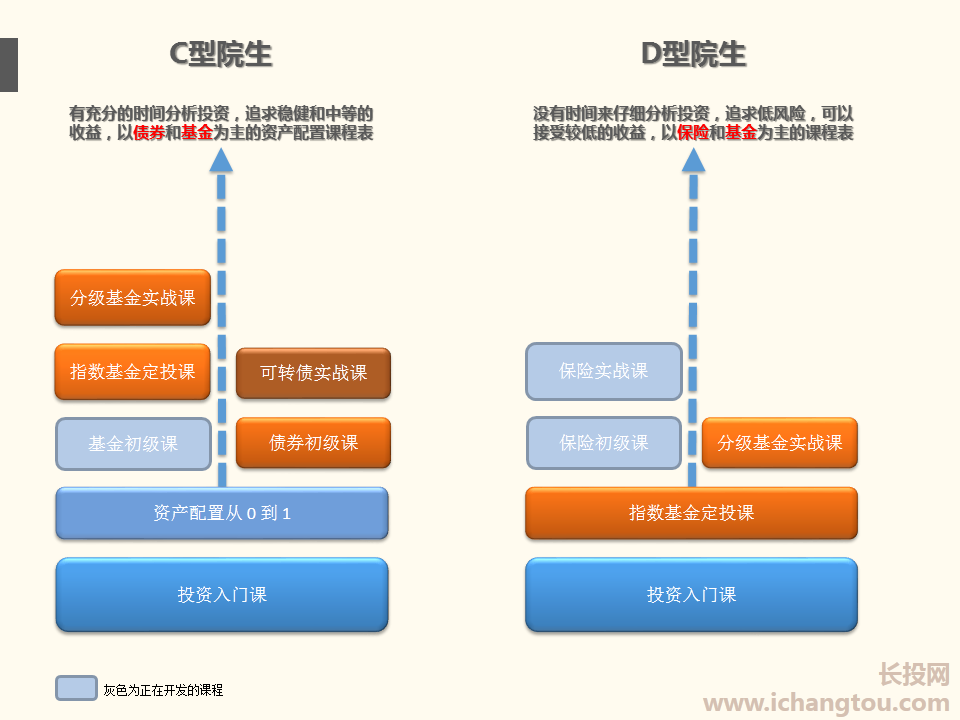 C型院生
有充分的时间分析投资，追求稳健和中等的
收益，以债券和基金为主的资产配置课程表
分级基金实战课
指数基金定投课
可转债实战课
基金初级课
债券初级课
资产配置从０到１
投资入门课
灰色为正在开发的课程
D型院生
没有时间来仔细分析投资，追求低风险，可以
接受较低的收益，以保险和基金为主的课程表
保险实战课
保险初级课
分级基金实战课
指数基金定投课
投资入门课
长投网
www.ichangtou.com